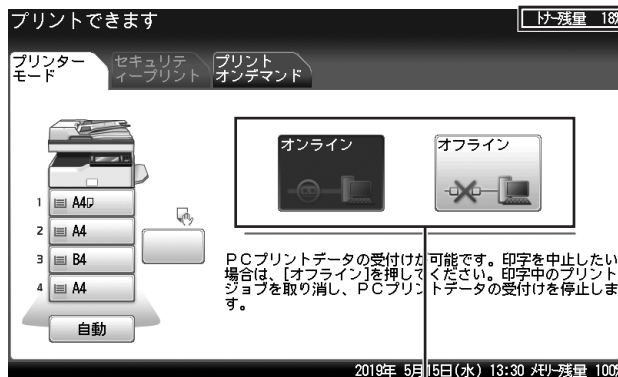 プリントできます
トナー残量 18%
プリンター
モード
セキュリテ
ィープリント
プリント
オンデマンド
オンライン
オフライン
1 A4
2 A4
3 B4
4 A4
自動
PCプリントデータの受付けが可能です。印字を中止したい
場合は、[オフライン]を押してください。印字中のプリント
ジョブを取り消し、PCプリントデータの受付けを停止しま
す。
2019年 5月15日(水) 13:30 メモリー残量 100%